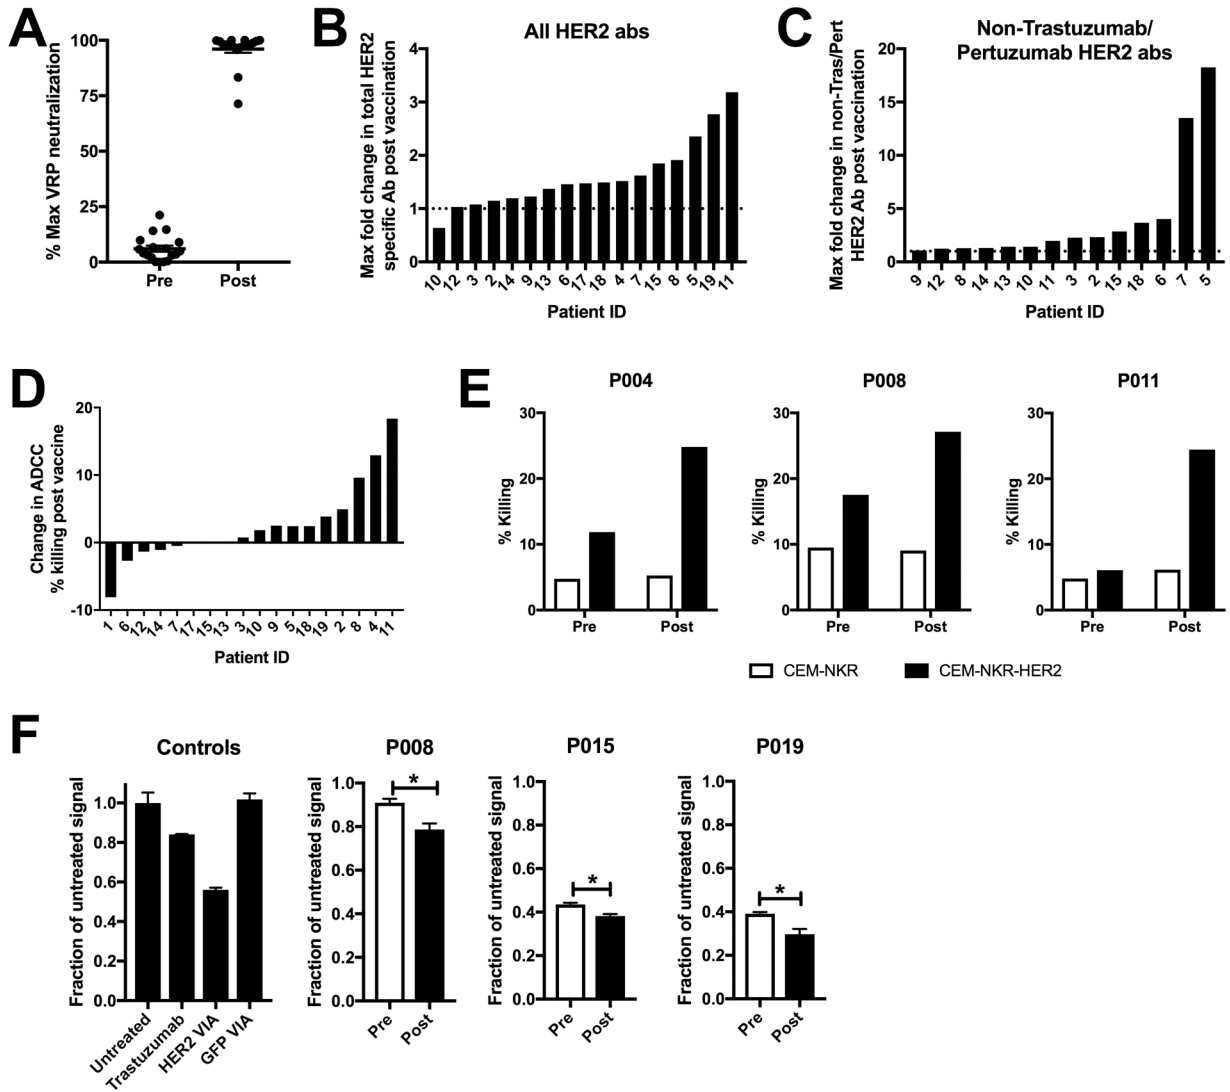 A
% Max VRP neutralization
100
75
50
25
0
Pre
Post
B
All HER2 abs
Max fold change in total HER2
specific Ab post vaccination
4
3
2
1
0
10 12 3 2 14 9 13 6 17 18 4 7 15 8 5 19 11
Patient ID
C
Non-Trastuzumab/
Pertuzumab HER2 abs
Max fold change in non-Tras/Pert
HER2 Ab post vaccination
20
15
10
5
0
9 12 8 14 13 10 11 3 2 15 18 6 7 5
Patient ID
D
Change in ADCC
% killing post vaccine
20
10
0
-10
1 6 12 14 7 17 15 13 3 10 9 5 18 19 2 8 4 11
Patient ID
E
P004
% Killing
30
20
10
0
Pre
Post
P008
% Killing
30
20
10
0
Pre
Post
P011
% Killing
30
20
10
0
Pre
Post
CEM-NKR
CEM-NKR-HER2
F
Controls
Fraction of untreated signal
1.0
0.8
0.6
0.4
0.2
0.0
Untreated
Trastuzumab
HER2 VIA
GFP VIA
P008
Fraction of untreated signal
1.0
0.8
0.6
0.4
0.2
0.0
*
Pre
Post
P015
Fraction of untreated signal
1.0
0.8
0.6
0.4
0.2
0.0
*
Pre
Post
P019
Fraction of untreated signal
1.0
0.8
0.6
0.4
0.2
0.0
*
Pre
Post